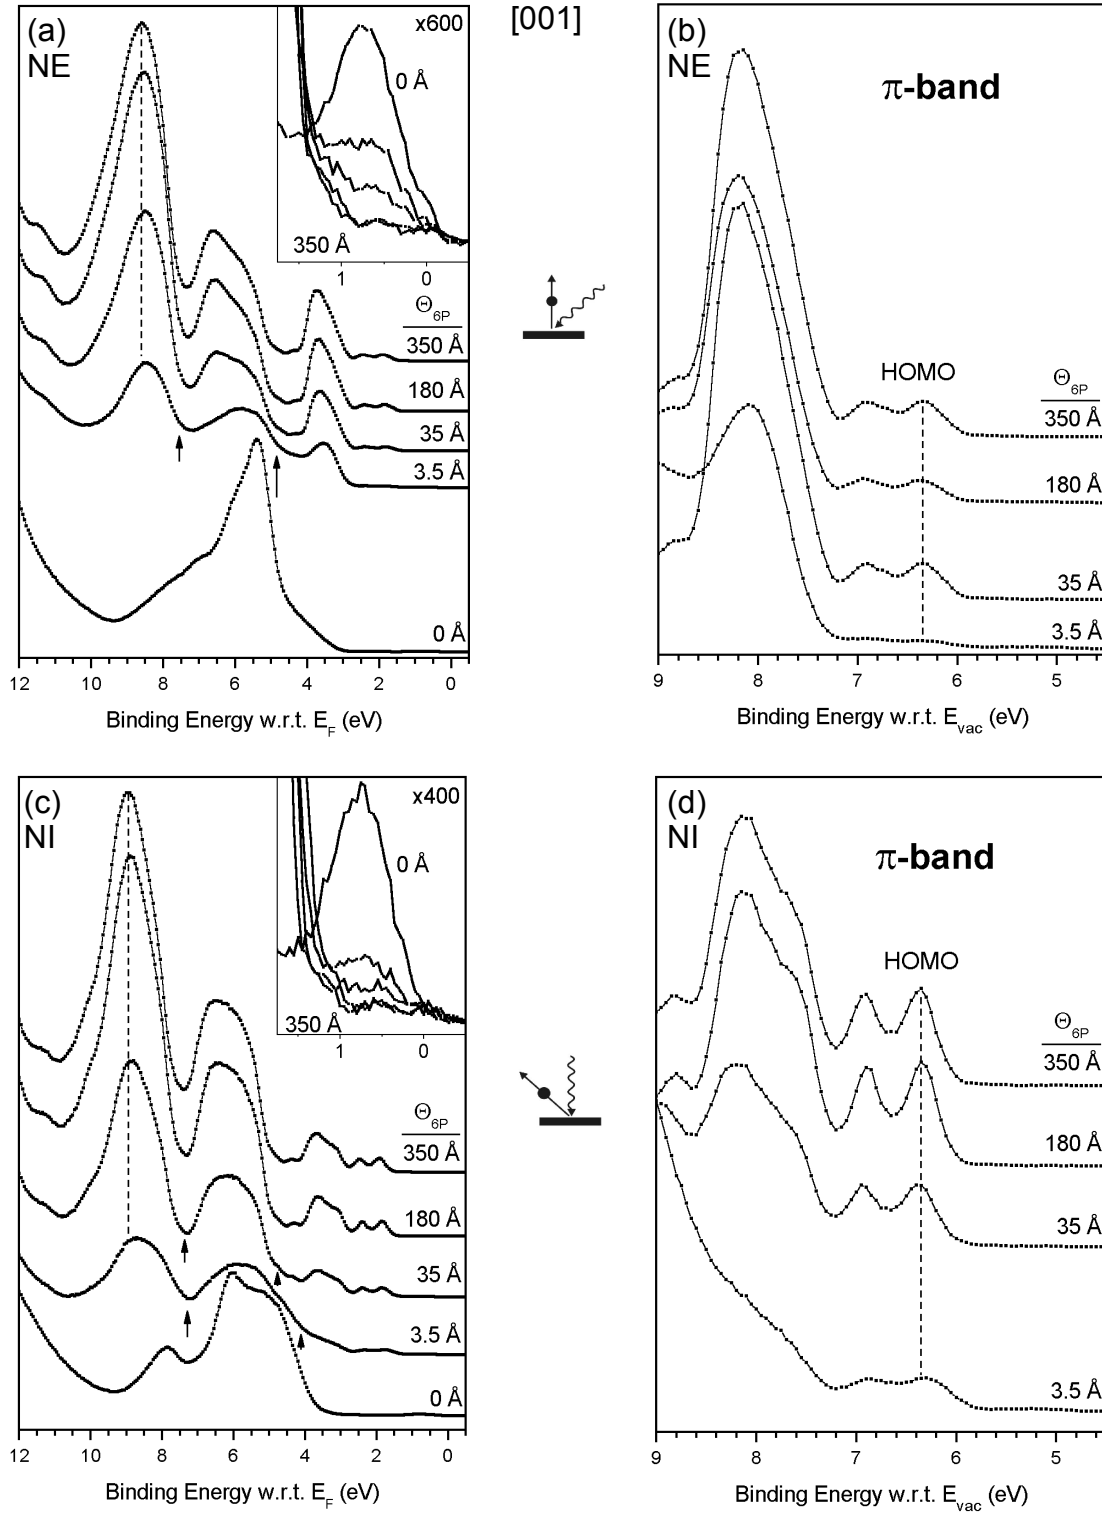 [001]
(a)
NE
x600
0 Å
350 Å
1 0
Θ6P
350 Å
180 Å
35 Å
3.5 Å
0 Å
12 10 8 6 4 2 0
Binding Energy w.r.t. EF (eV)
(b)
NE
π-band
HOMO
Θ6P
350 Å
180 Å
35 Å
3.5 Å
9 8 7 6 5
Binding Energy w.r.t. Evac (eV)
(c)
NI
x400
0 Å
350 Å
1 0
Θ6P
350 Å
180 Å
35 Å
3.5 Å
0 Å
12 10 8 6 4 2 0
Binding Energy w.r.t. EF (eV)
(d)
NI
π-band
HOMO
Θ6P
350 Å
180 Å
35 Å
3.5 Å
9 8 7 6 5
Binding Energy w.r.t. Evac (eV)